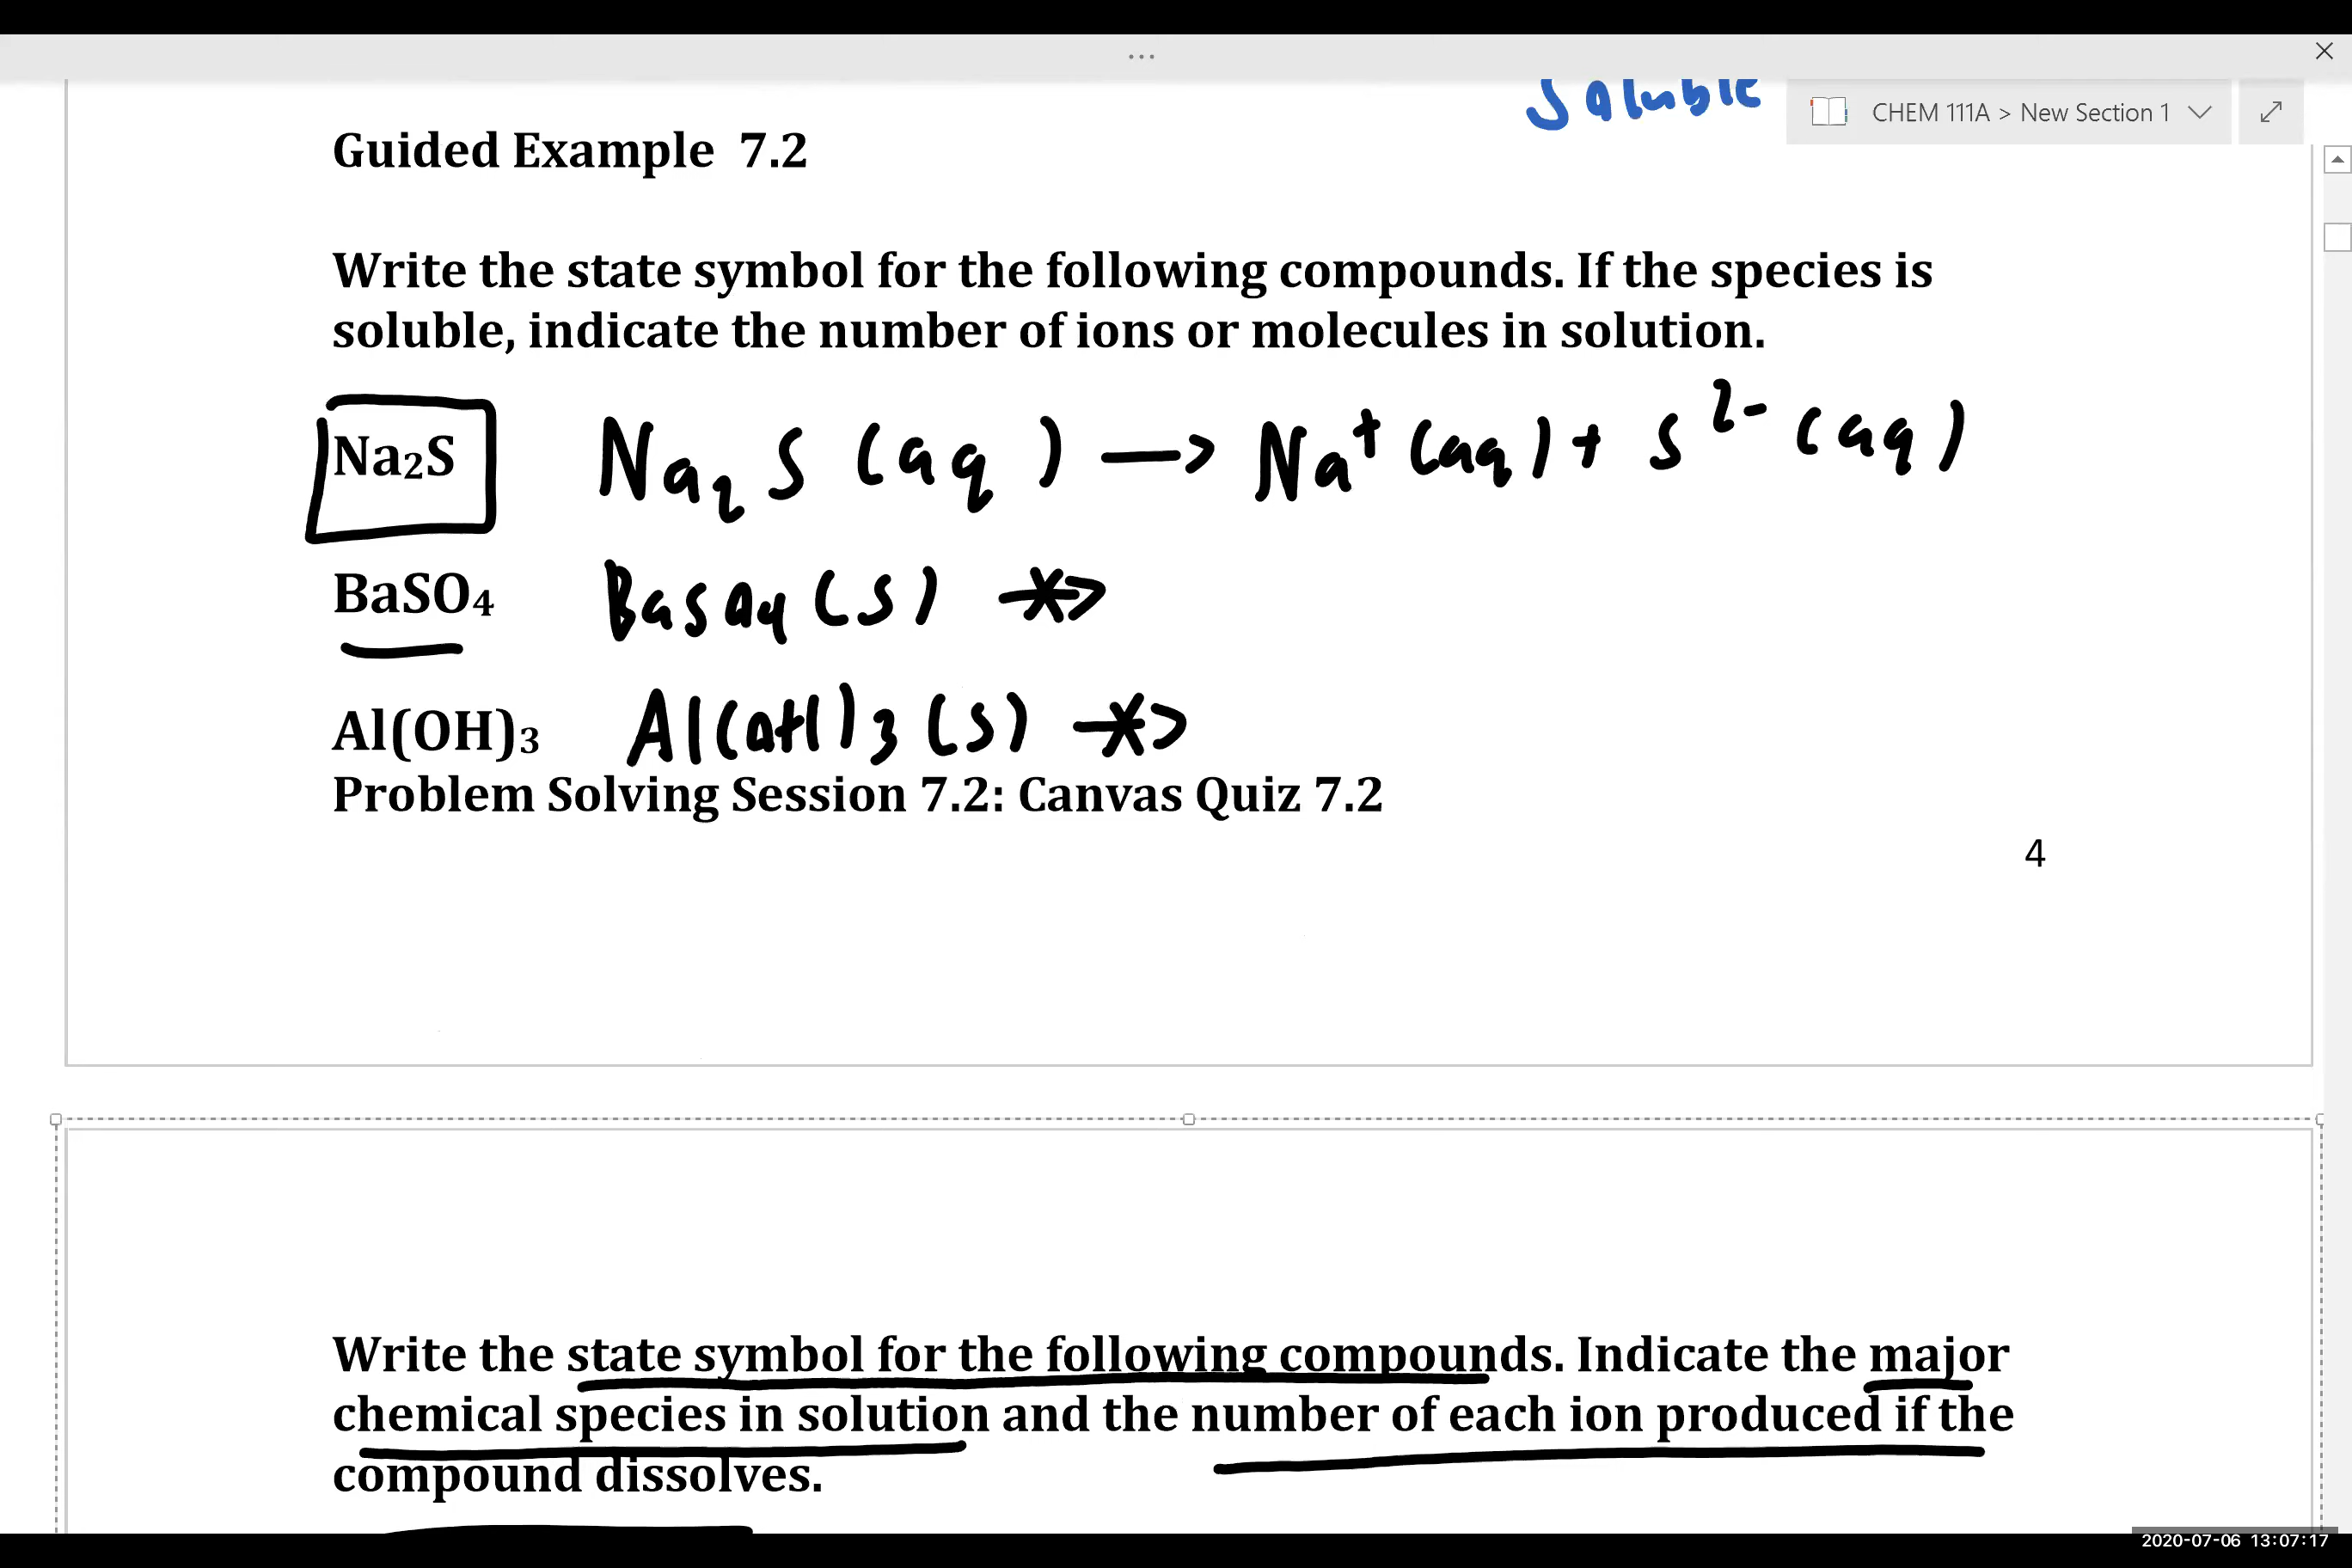 soluble
CHEM 111A > New Section 1
Guided Example 7.2
Write the state symbol for the following compounds. If the species is
soluble, indicate the number of ions or molecules in solution.
Na₂S Na₂S (aq) → Na⁺(aq) + S²⁻(aq)
BaSO₄ BaSO₄(s)
Al(OH)₃ Al(OH)₃(s)
Problem Solving Session 7.2: Canvas Quiz 7.2
4
Write the state symbol for the following compounds. Indicate the major
chemical species in solution and the number of each ion produced if the
compound dissolves.
2020-07-06 13:07:17